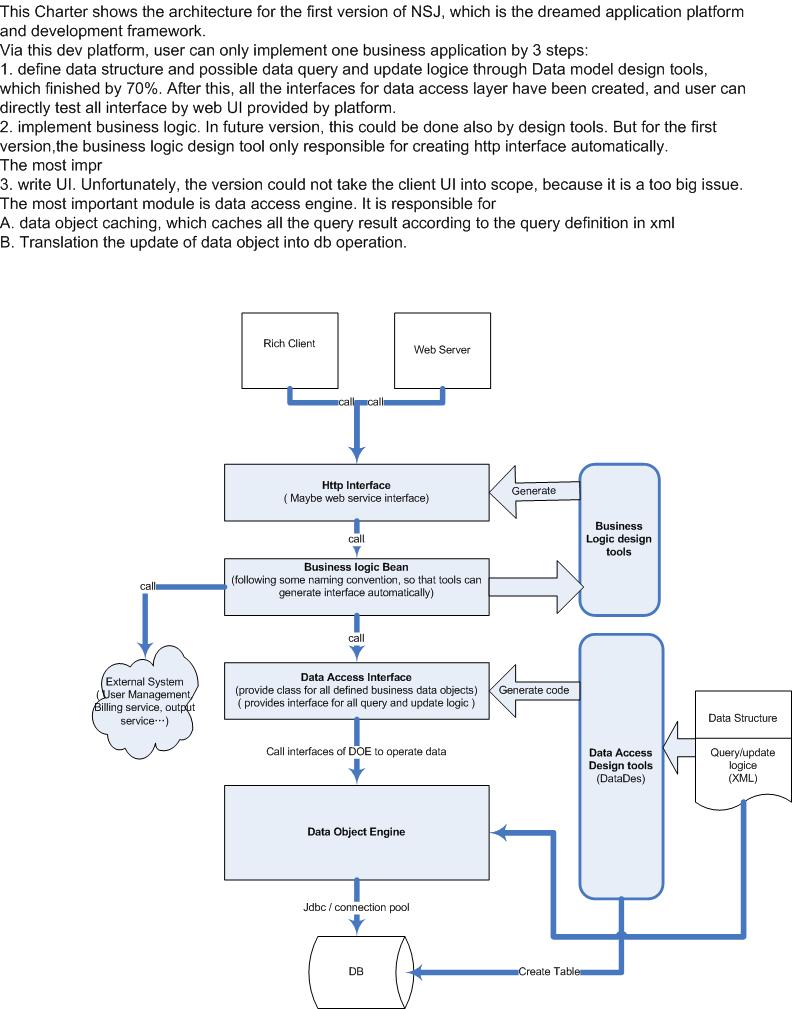 This Charter shows the architecture for the first version of NSJ, which is the dreamed application platform
and development framework.
Via this dev platform, user can only implement one business application by 3 steps:
1. define data structure and possible data query and update logice through Data model design tools,
which finished by 70%. After this, all the interfaces for data access layer have been created, and user can
directly test all interface by web UI provided by platform.
2. implement business logic. In future version, this could be done also by design tools. But for the first
version,the business logic design tool only responsible for creating http interface automatically.
The most impr
3. write UI. Unfortunately, the version could not take the client UI into scope, because it is a too big issue.
The most important module is data access engine. It is responsible for
A. data object caching, which caches all the query result according to the query definition in xml
B. Translation the update of data object into db operation.
Rich Client
Web Server
call
call
Http Interface
( Maybe web service interface)
Generate
Business
Logic design
tools
call
Business logic Bean
(following some naming convention, so that tools can
generate interface automatically)
call
call
External System
( User Management,
Billing service, output
service…)
Data Access Interface
(provide class for all defined business data objects)
( provides interface for all query and update logic )
Generate code
Data Access
Design tools
(DataDes)
Data Structure
Query/update
logice
(XML)
Call interfaces of DOE to operate data
Data Object Engine
Jdbc / connection pool
DB
Create Table